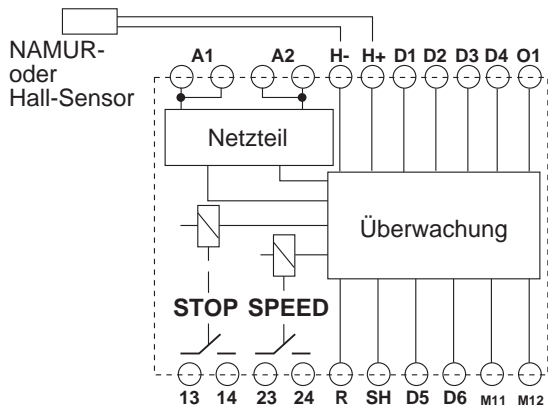 NAMUR-
oder
Hall-Sensor
A1 A2 H- H+ D1 D2 D3 D4 O1
Netzteil
Überwachung
STOP SPEED
13 14 23 24 R SH D5 D6 M11 M12